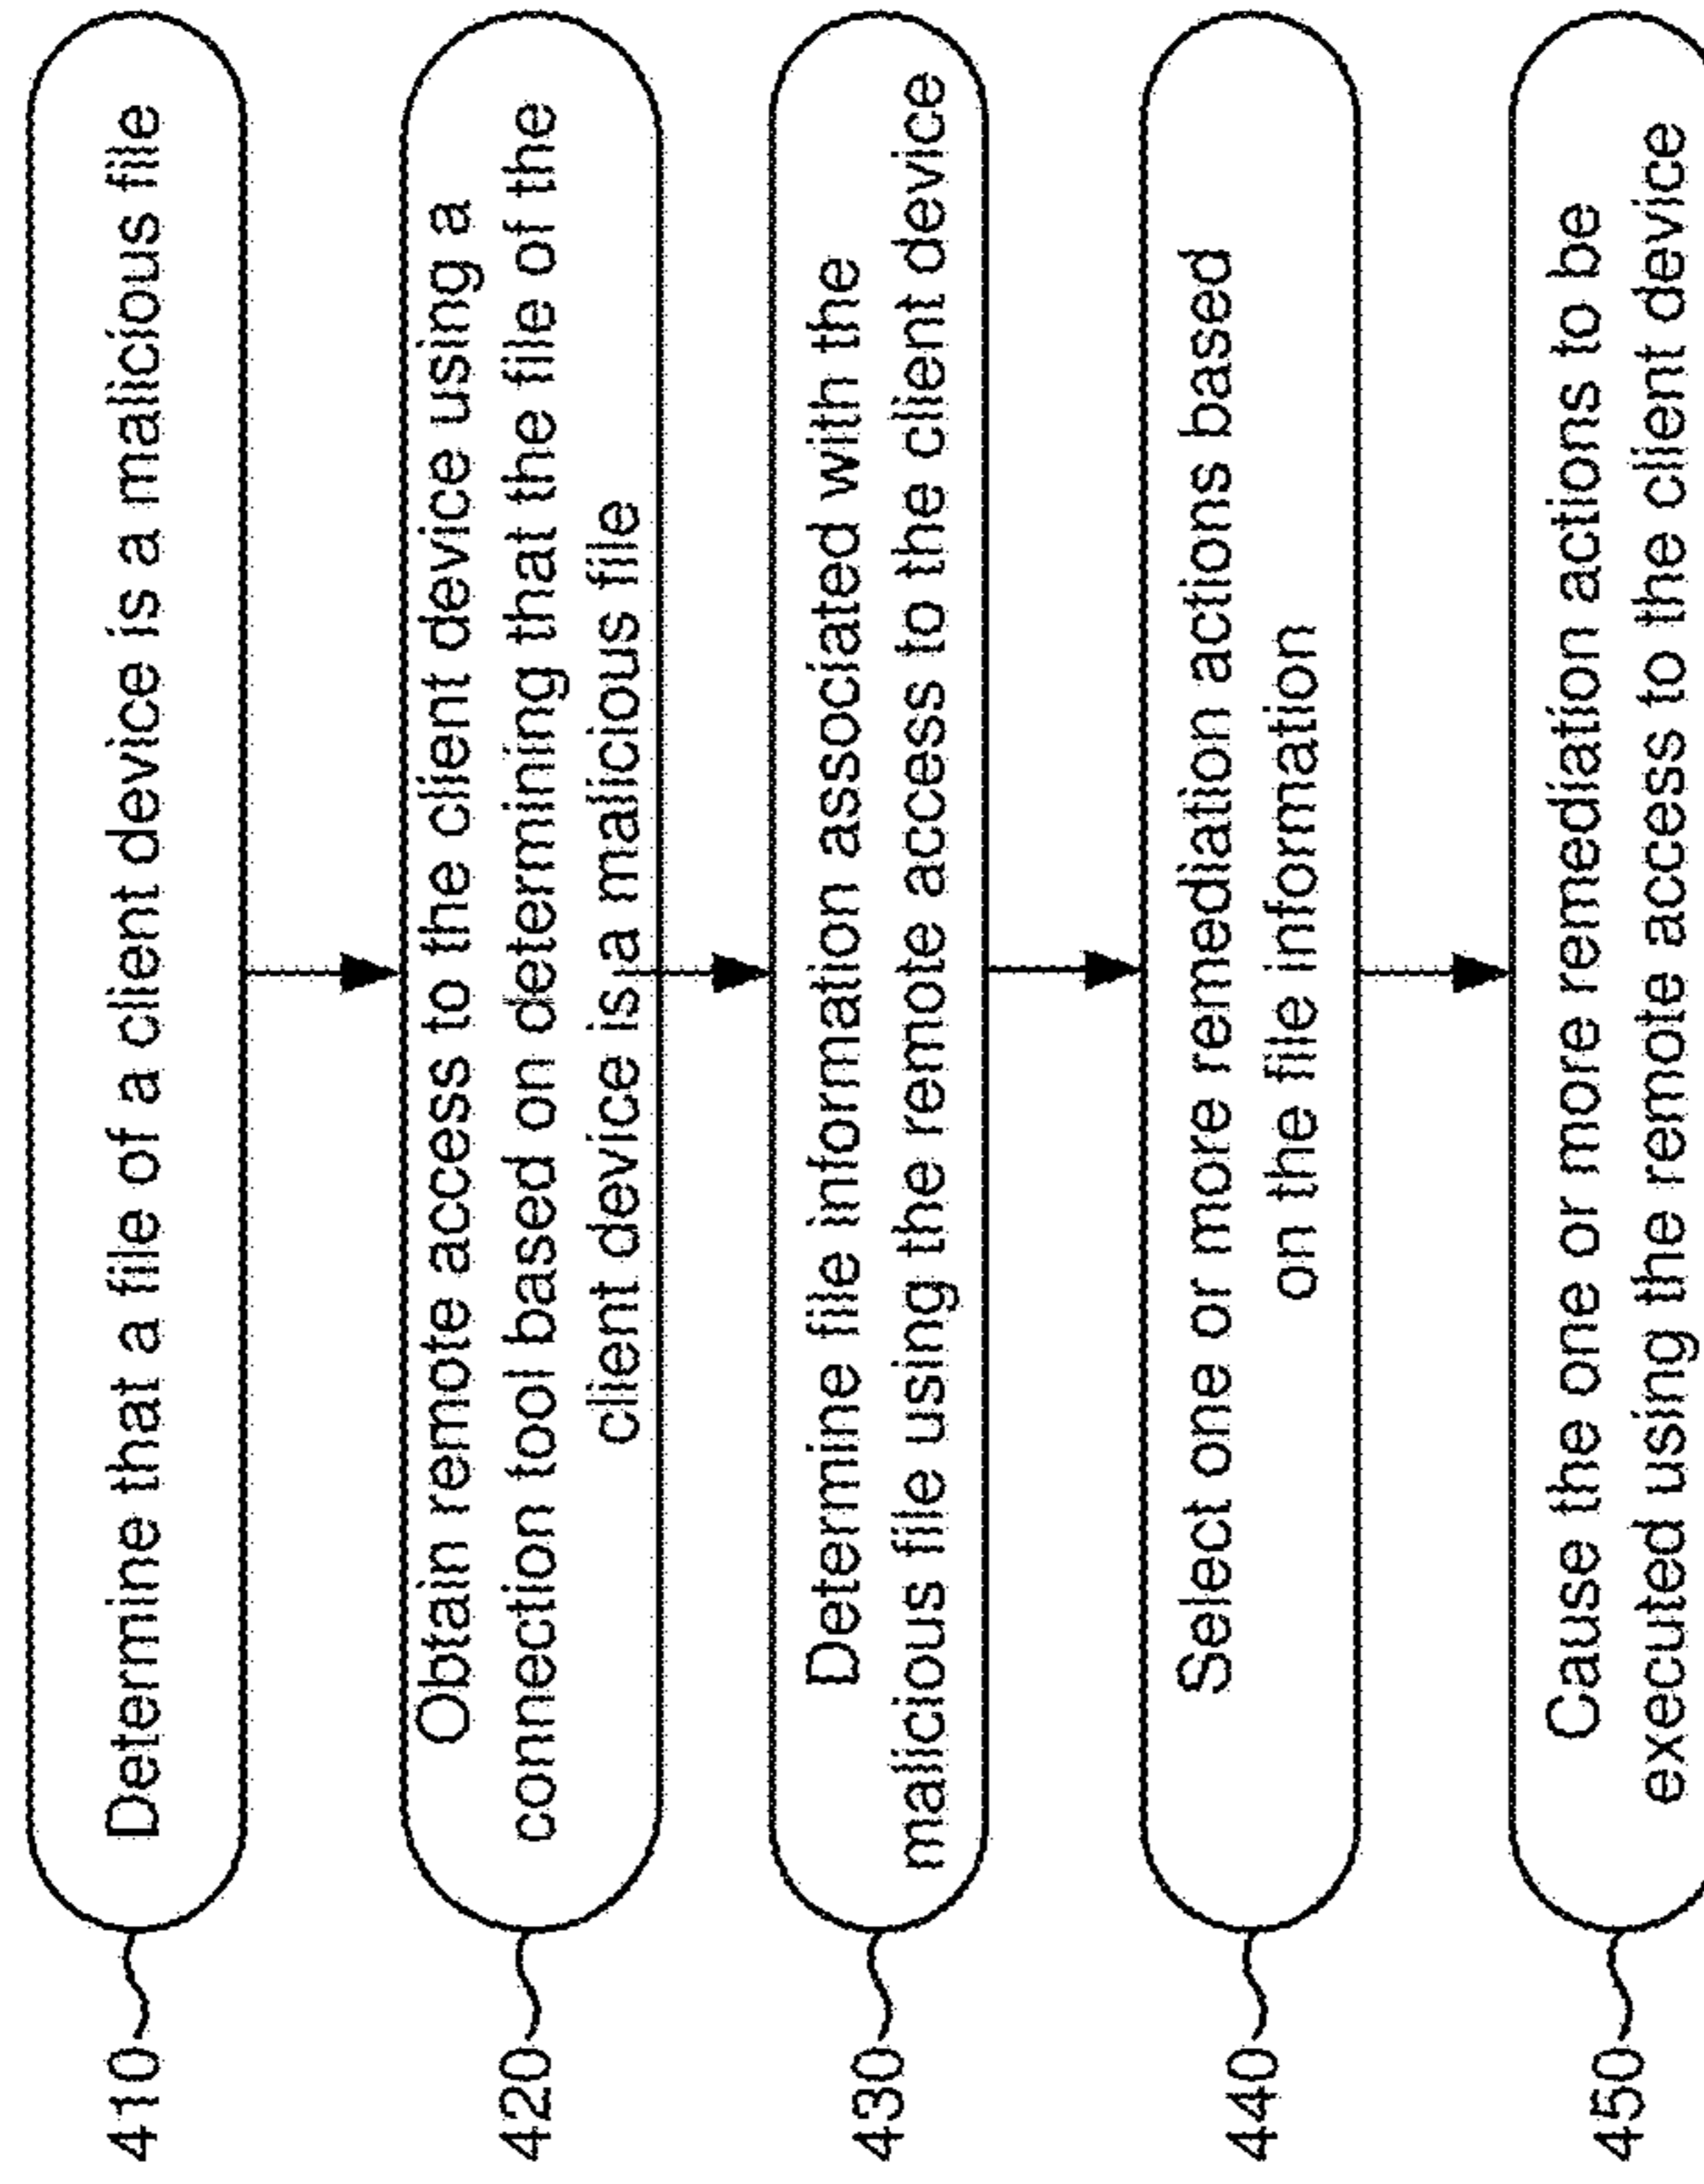 410
Determine that a file of a client device is a malicious file
420
Obtain remote access to the client device using a
connection tool based on determining that the file of the
client device is a malicious file
430
Determine file information associated with the
malicious file using the remote access to the client device
440
Select one or more remediation actions based
on the file information
450
Cause the one or more remediation actions to be
executed using the remote access to the client device